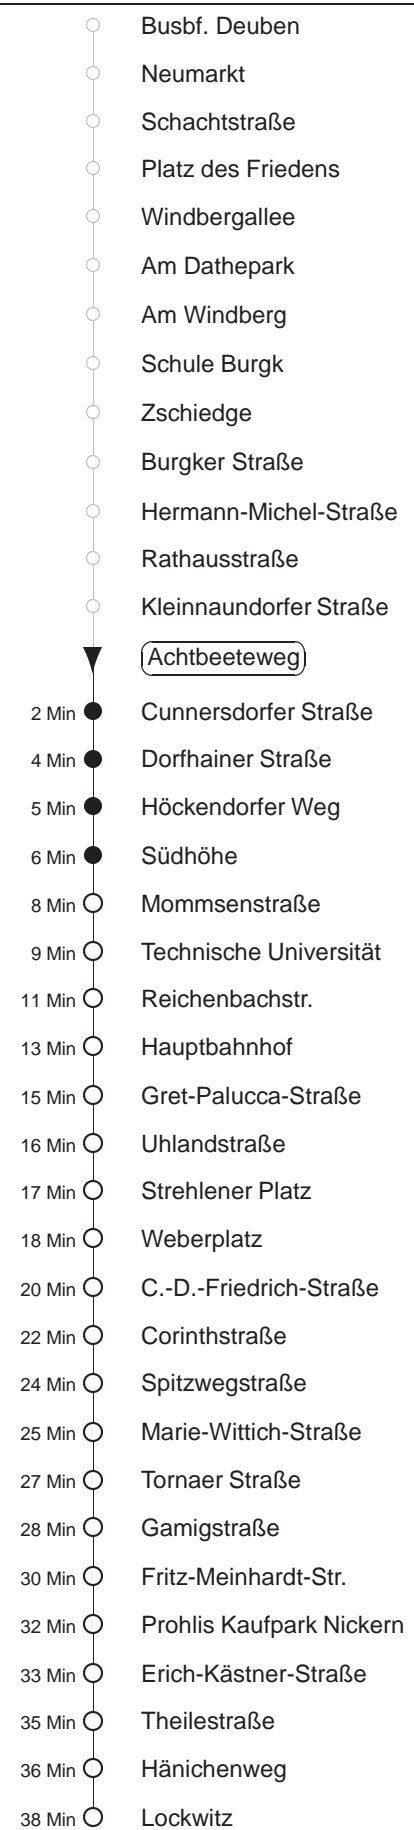 Busbf. Deuben
Neumarkt
Schachtstraße
Platz des Friedens
Windbergallee
Am Dathepark
Am Windberg
Schule Burgk
Zschiedge
Burgker Straße
Hermann-Michel-Straße
Rathausstraße
Kleinnaundorfer Straße
Achtbeeteweg
2 Min Cunnersdorfer Straße
4 Min Dorfhainer Straße
5 Min Höckendorfer Weg
6 Min Südhöhe
8 Min Mommsenstraße
9 Min Technische Universität
11 Min Reichenbachstr.
13 Min Hauptbahnhof
15 Min Gret-Palucca-Straße
16 Min Uhlandstraße
17 Min Strehlener Platz
18 Min Weberplatz
20 Min C.-D.-Friedrich-Straße
22 Min Corinthstraße
24 Min Spitzwegstraße
25 Min Marie-Wittich-Straße
27 Min Tornaer Straße
28 Min Gamigstraße
30 Min Fritz-Meinhardt-Str.
32 Min Prohlis Kaufpark Nickern
33 Min Erich-Kästner-Straße
35 Min Theilestraße
36 Min Hänichenweg
38 Min Lockwitz